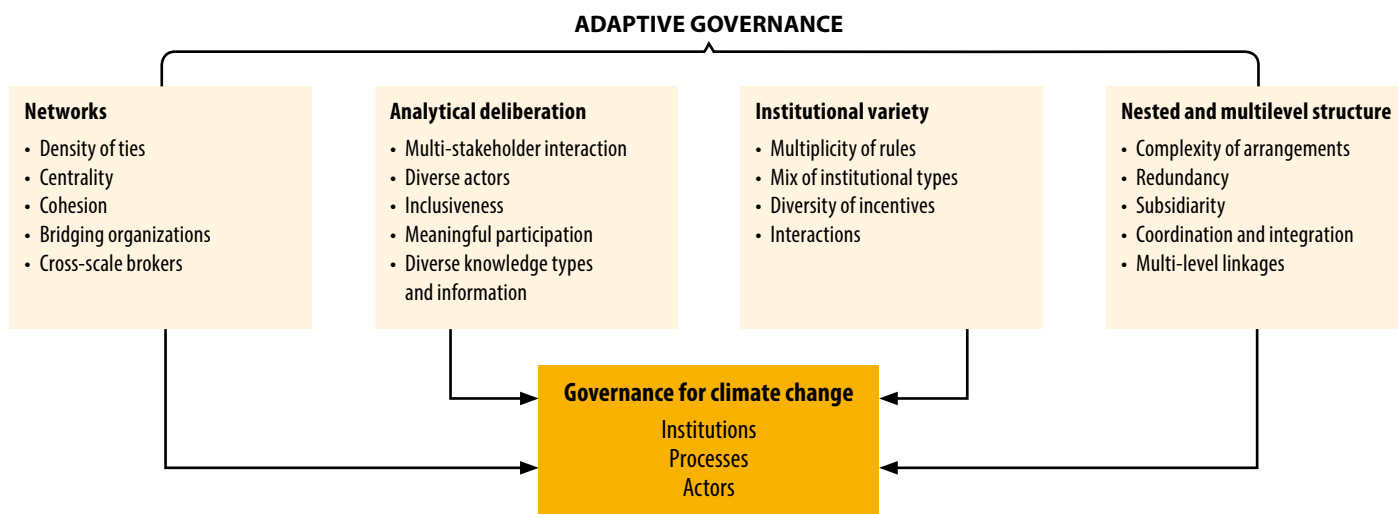 ADAPTIVE GOVERNANCE
Networks
• Density of ties
• Centrality
• Cohesion
• Bridging organizations
• Cross-scale brokers
Analytical deliberation
• Multi-stakeholder interaction
• Diverse actors
• Inclusiveness
• Meaningful participation
• Diverse knowledge types
and information
Institutional variety
• Multiplicity of rules
• Mix of institutional types
• Diversity of incentives
• Interactions
Nested and multilevel structure
• Complexity of arrangements
• Redundancy
• Subsidiarity
• Coordination and integration
• Multi-level linkages
Governance for climate change
Institutions
Processes
Actors